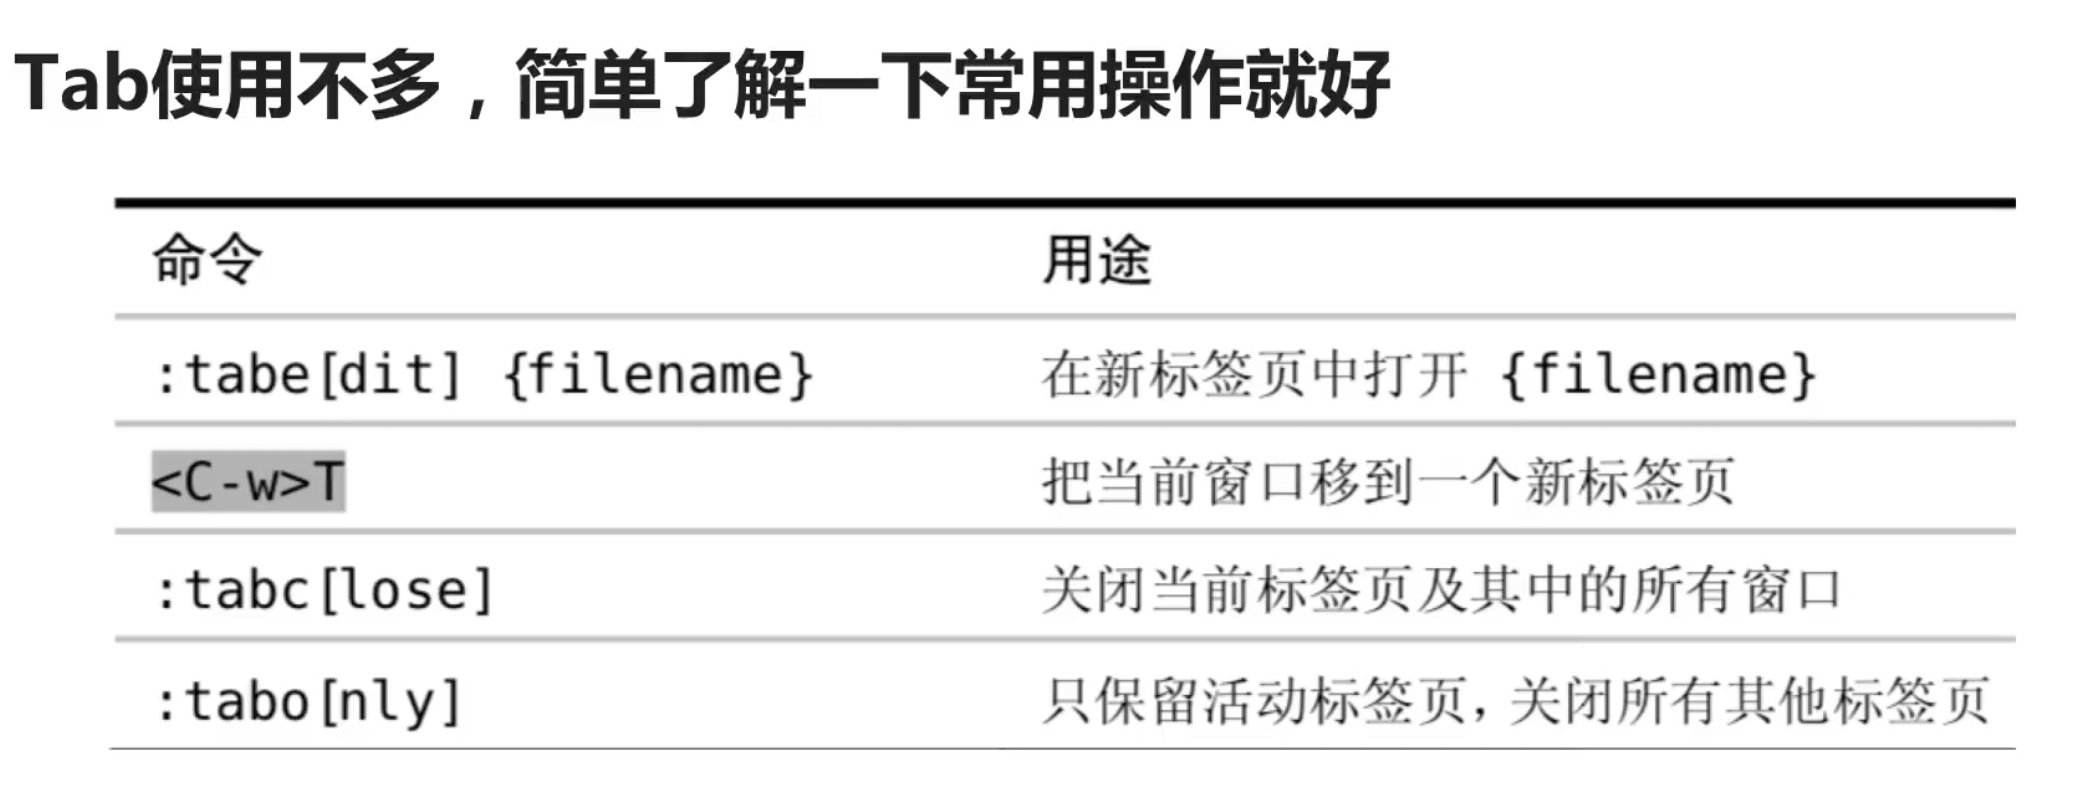 Tab使用不多，简单了解一下常用操作就好
命令 用途
:tabe[dit] {filename} 在新标签页中打开 {filename}
<C-w>T 把当前窗口移到一个新标签页
:tabc[lose] 关闭当前标签页及其中的所有窗口
:tabo[nly] 只保留活动标签页，关闭所有其他标签页